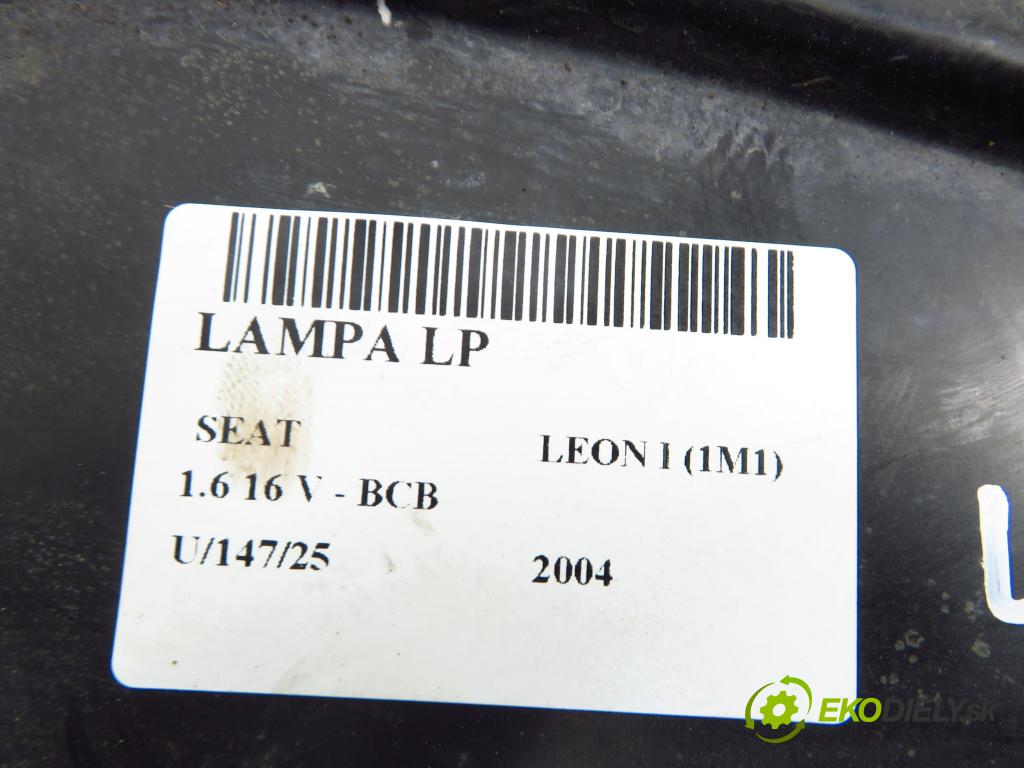 LAMPA LP
SEAT LEON I (1M1)
1.6 16 V - BCB
U/147/25 2004
L
EKODIELY.sk